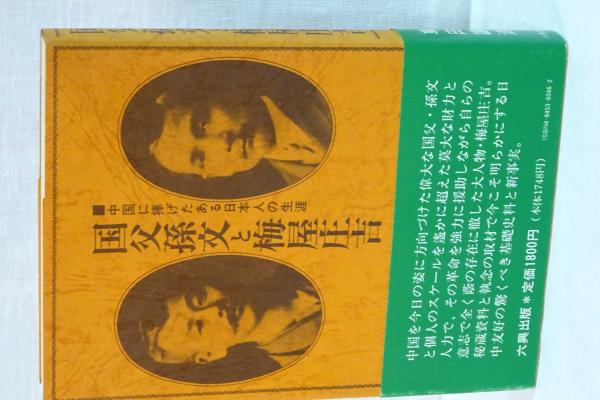 ■中国に捧げたある日本人の生涯
国父孫文と梅屋庄吉
ISBN4-8453-6046-2
中国を今日の姿に方向づけた偉大な国父・孫文
と個人のスケールを遥かに超えた莫大な財力と
人力で、その革命を強力に援助しながら自らの
意志で全く蔭の存在に徹した大人物・梅屋庄吉。
秘蔵資料と執念の取材で今こそ明らかにする日
中友好の驚くべき基礎史料と新事実。
六興出版＊定価1800円（本体1748円）